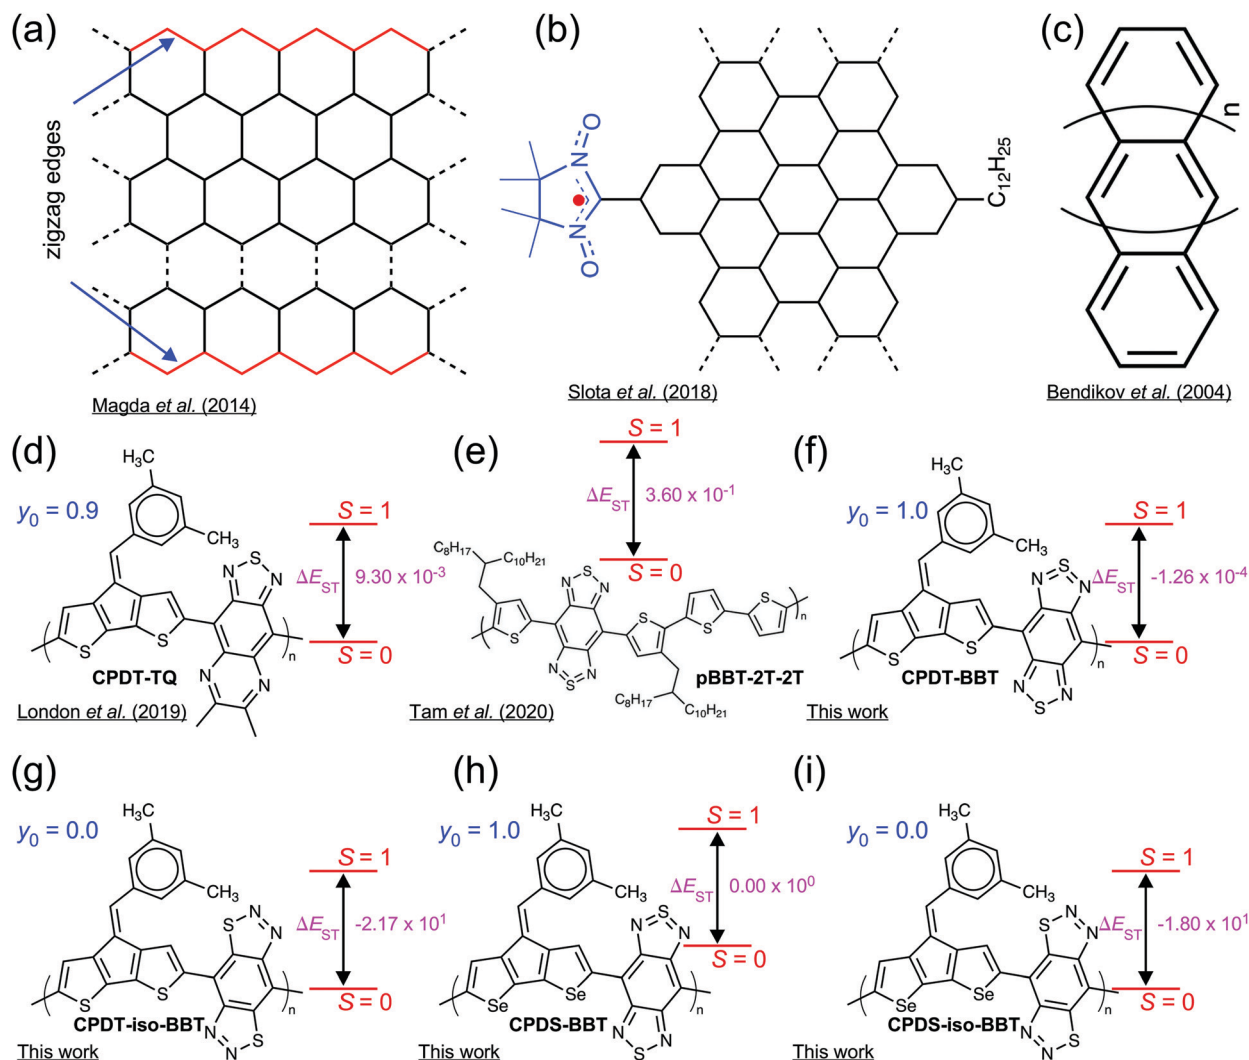 (a)
zigzag edges
Magda et al. (2014)
(b)
O
N
N
O
C12H25
Slota et al. (2018)
(c)
n
Bendikov et al. (2004)
(d)
H3C
y0 = 0.9
CH3
S = 1
ΔEST 9.30 x 10-3
S = 0
S
N N
S S
n
N N
CPDT-TQ
London et al. (2019)
(e)
S = 1
ΔEST 3.60 x 10-1
S = 0
C8H17
C10H21
S
N N
S
S
S
S
n
N N
S
C8H17
C10H21
pBBT-2T-2T
Tam et al. (2020)
(f)
H3C
y0 = 1.0
CH3
S = 1
ΔEST -1.26 x 10-4
S = 0
S
N N
S S
n
N N
S
CPDT-BBT
This work
(g)
H3C
y0 = 0.0
CH3
S = 1
ΔEST -2.17 x 101
S = 0
N
S N
S S
n
N S
N
CPDT-iso-BBT
This work
(h)
H3C
y0 = 1.0
CH3
S = 1
ΔEST 0.00 x 100
S = 0
S
N N
Se Se
n
N N
S
CPDS-BBT
This work
(i)
H3C
y0 = 0.0
CH3
S = 1
ΔEST -1.80 x 101
S = 0
N
S N
Se Se
n
N S
N
CPDS-iso-BBT
This work